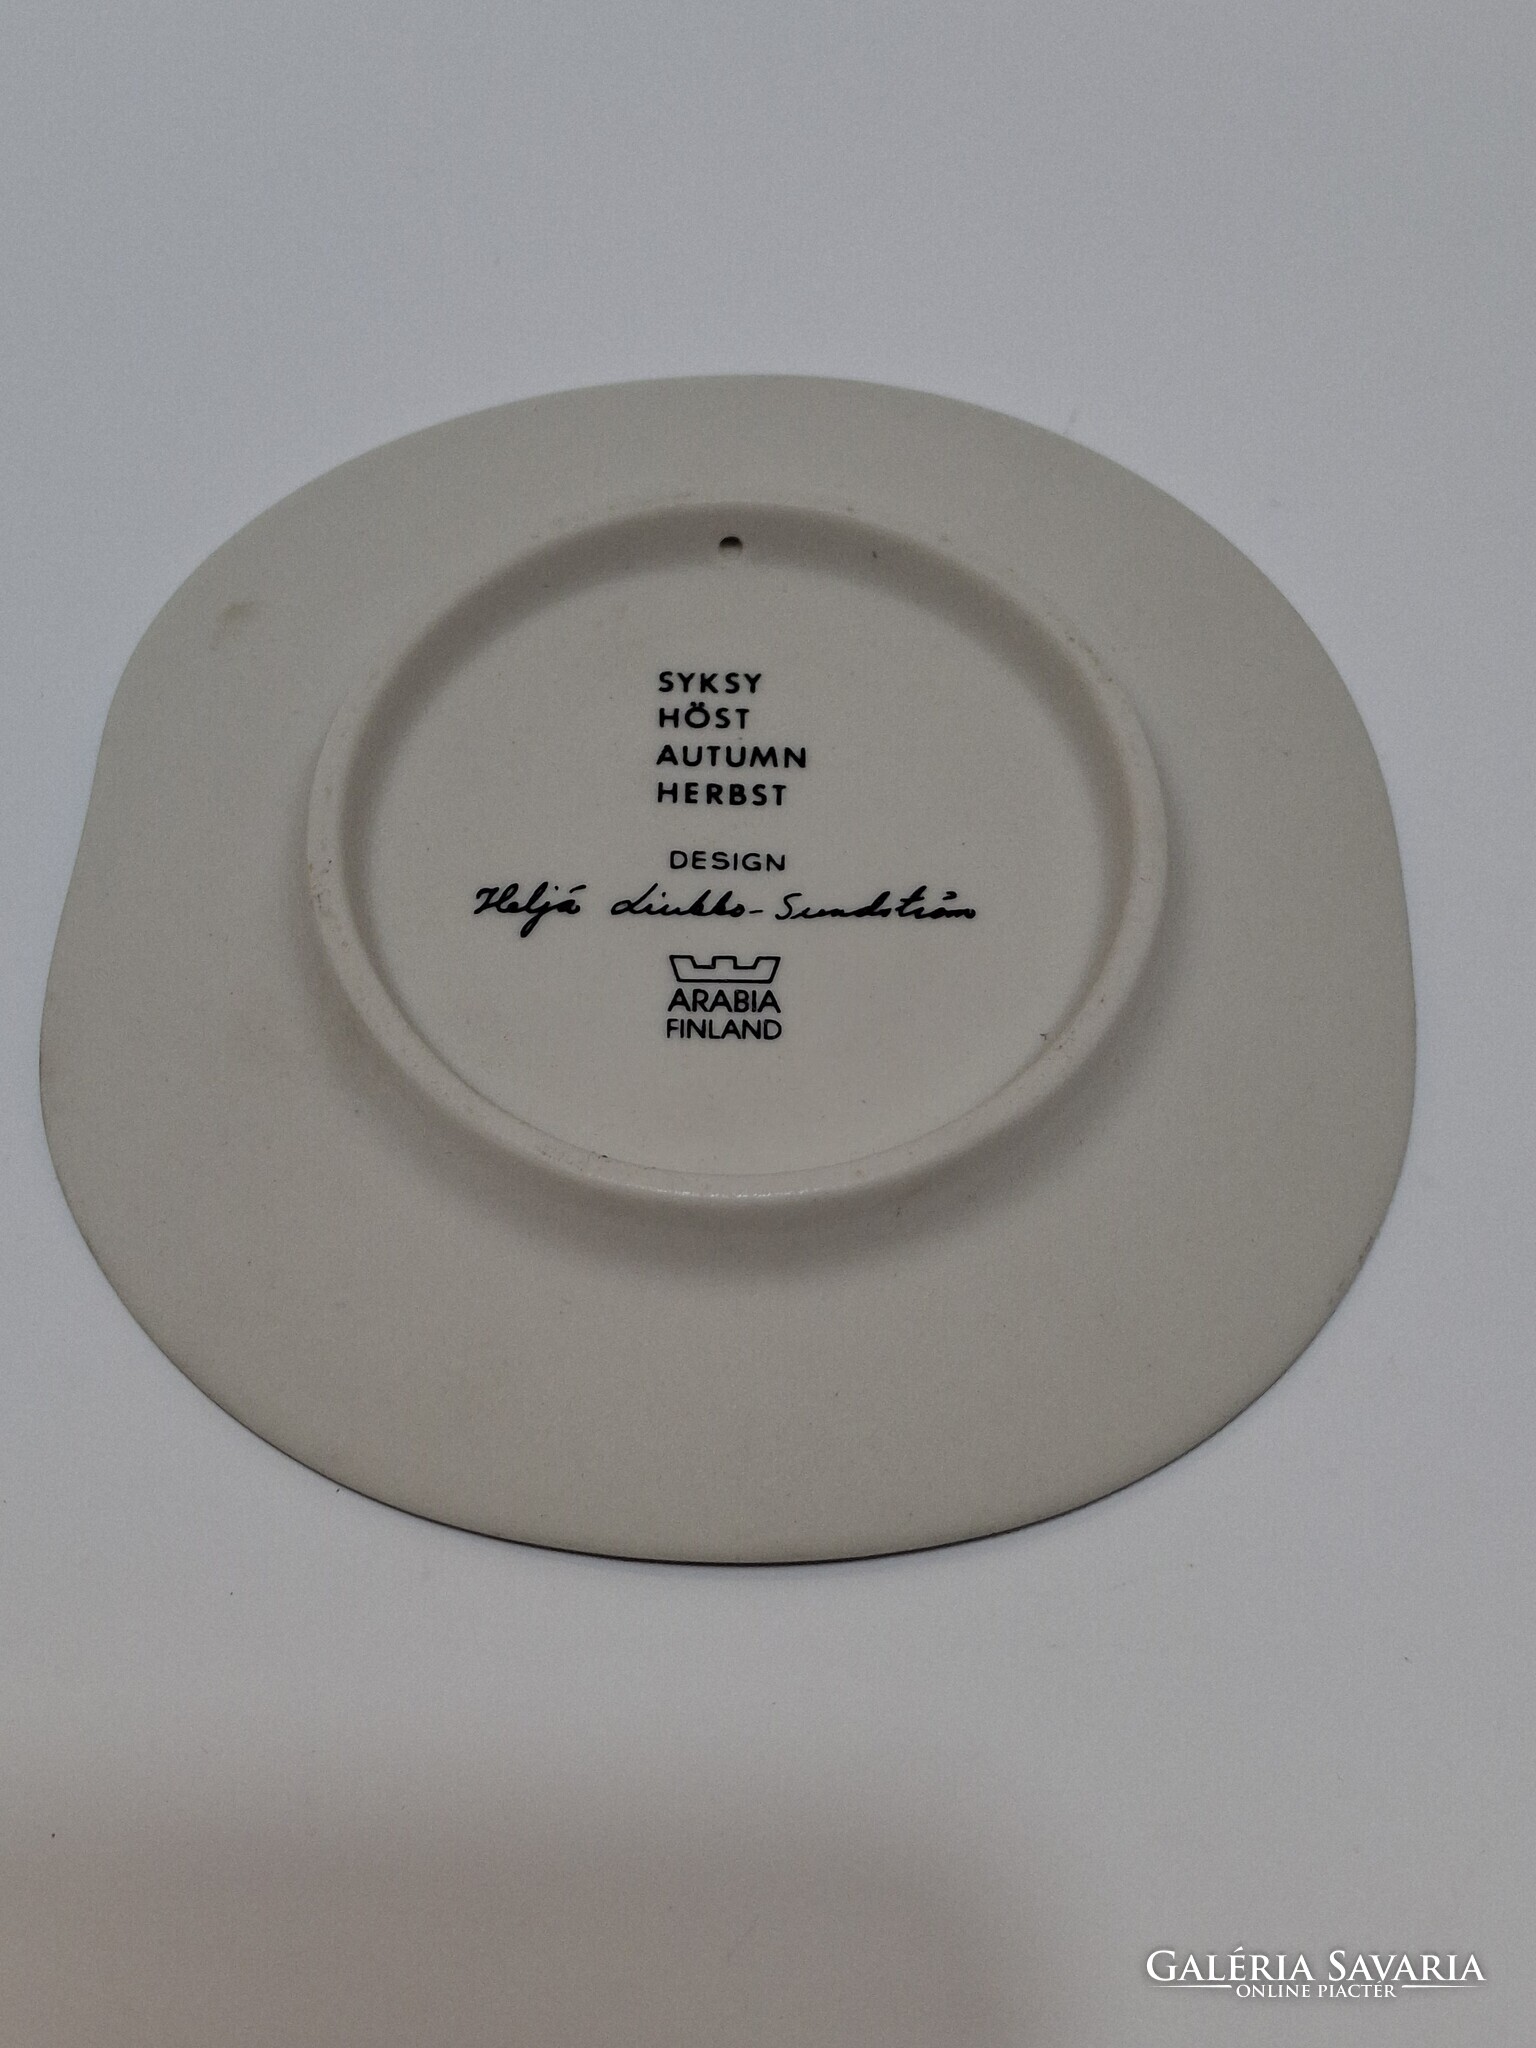 SYKSY
HÖST
AUTUMN
HERBST
DESIGN
Heljä Liukko-Sundström
ARABIA
FINLAND
GALÉRIA SAVARIA
ONLINE PIACTÉR